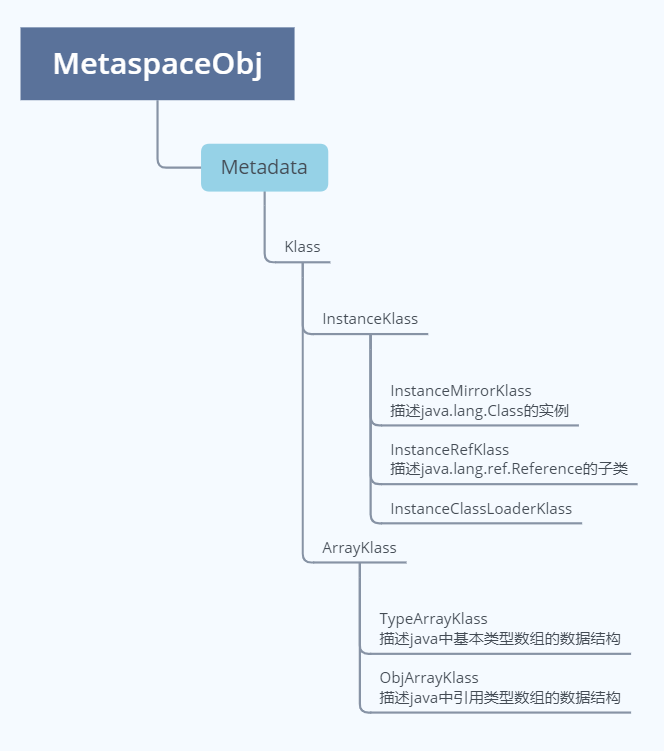 MetaspaceObj
Metadata
Klass
InstanceKlass
InstanceMirrorKlass
描述java.lang.Class的实例
InstanceRefKlass
描述java.lang.ref.Reference的子类
InstanceClassLoaderKlass
ArrayKlass
TypeArrayKlass
描述java中基本类型数组的数据结构
ObjArrayKlass
描述java中引用类型数组的数据结构